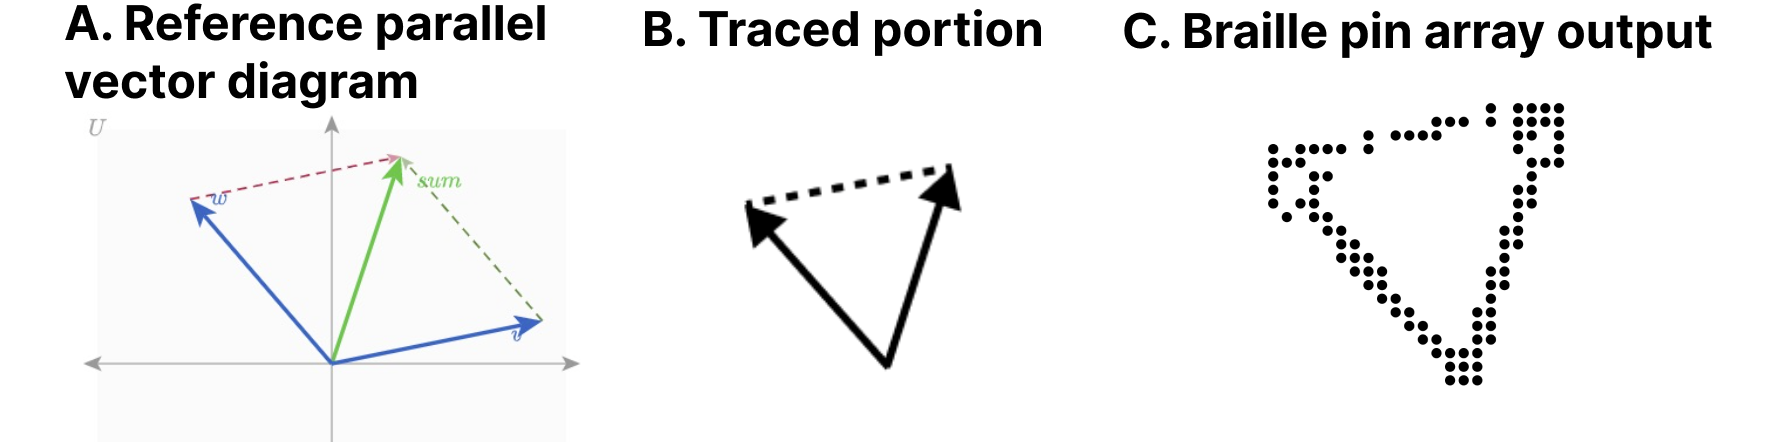 A. Reference parallel
vector diagram
B. Traced portion
C. Braille pin array output
U
w
sum
v